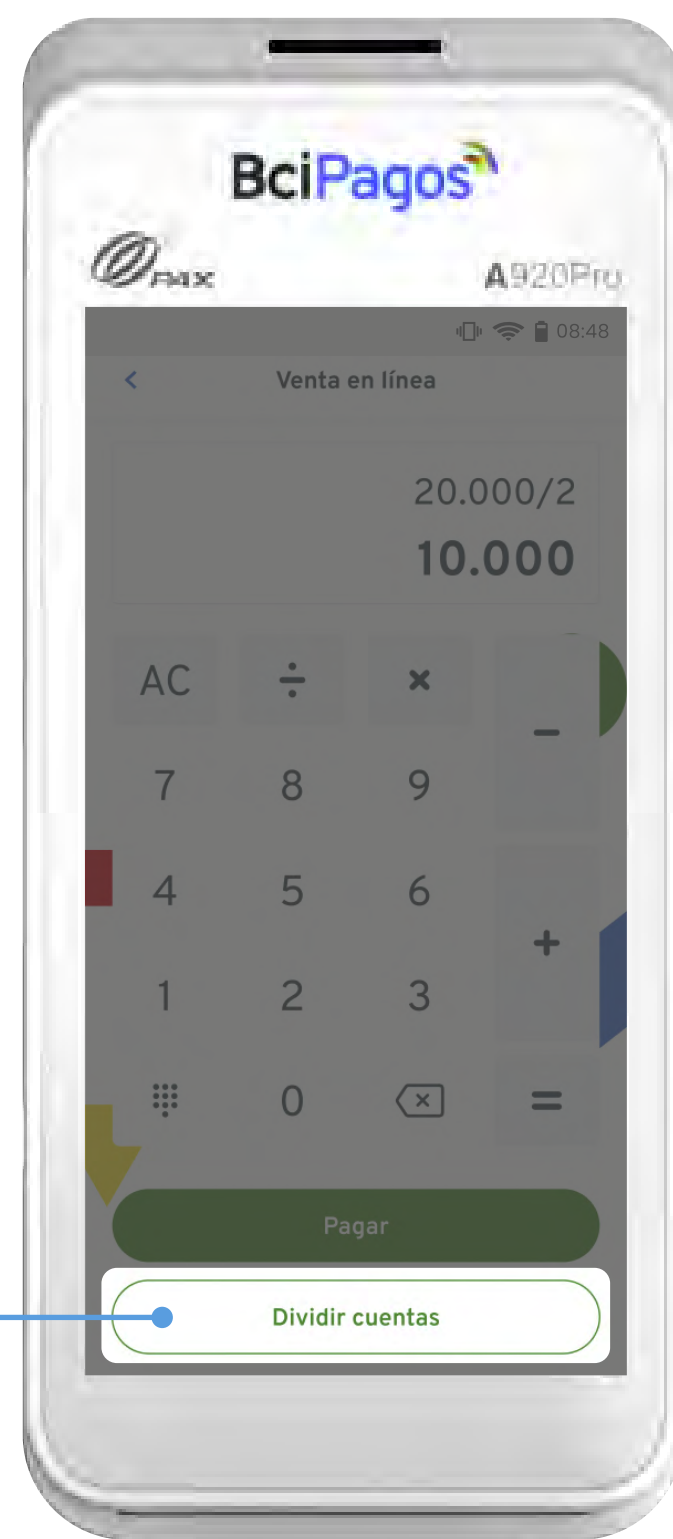 BciPagos
PAX
A920Pro
08:48
Venta en línea
20.000/2
10.000
AC ÷ × −
7 8 9
4 5 6
+
1 2 3
0 =
Pagar
Dividir cuentas